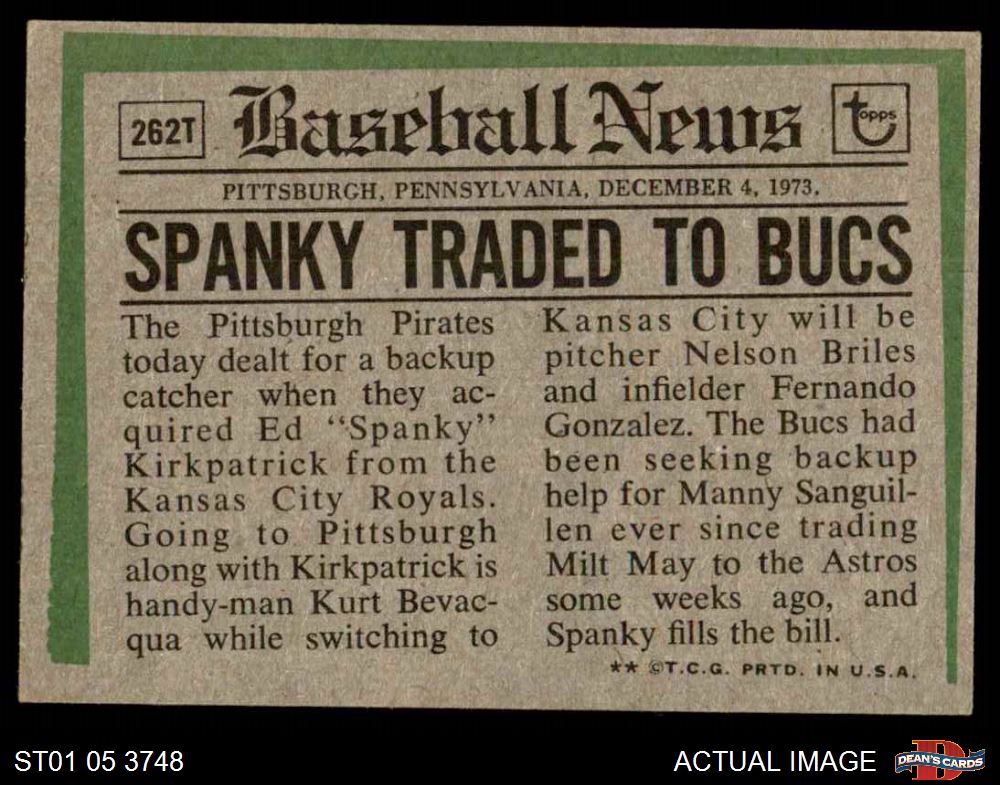 262T
Baseball News
topps
PITTSBURGH, PENNSYLVANIA, DECEMBER 4, 1973.
SPANKY TRADED TO BUCS
The Pittsburgh Pirates
today dealt for a backup
catcher when they ac-
quired Ed "Spanky"
Kirkpatrick from the
Kansas City Royals.
Going to Pittsburgh
along with Kirkpatrick is
handy-man Kurt Bevac-
qua while switching to
Kansas City will be
pitcher Nelson Briles
and infielder Fernando
Gonzalez. The Bucs had
been seeking backup
help for Manny Sanguil-
len ever since trading
Milt May to the Astros
some weeks ago, and
Spanky fills the bill.
** ©T.C.G. PRTD. IN U.S.A.
ST01 05 3748
ACTUAL IMAGE
D
DEAN'S CARDS